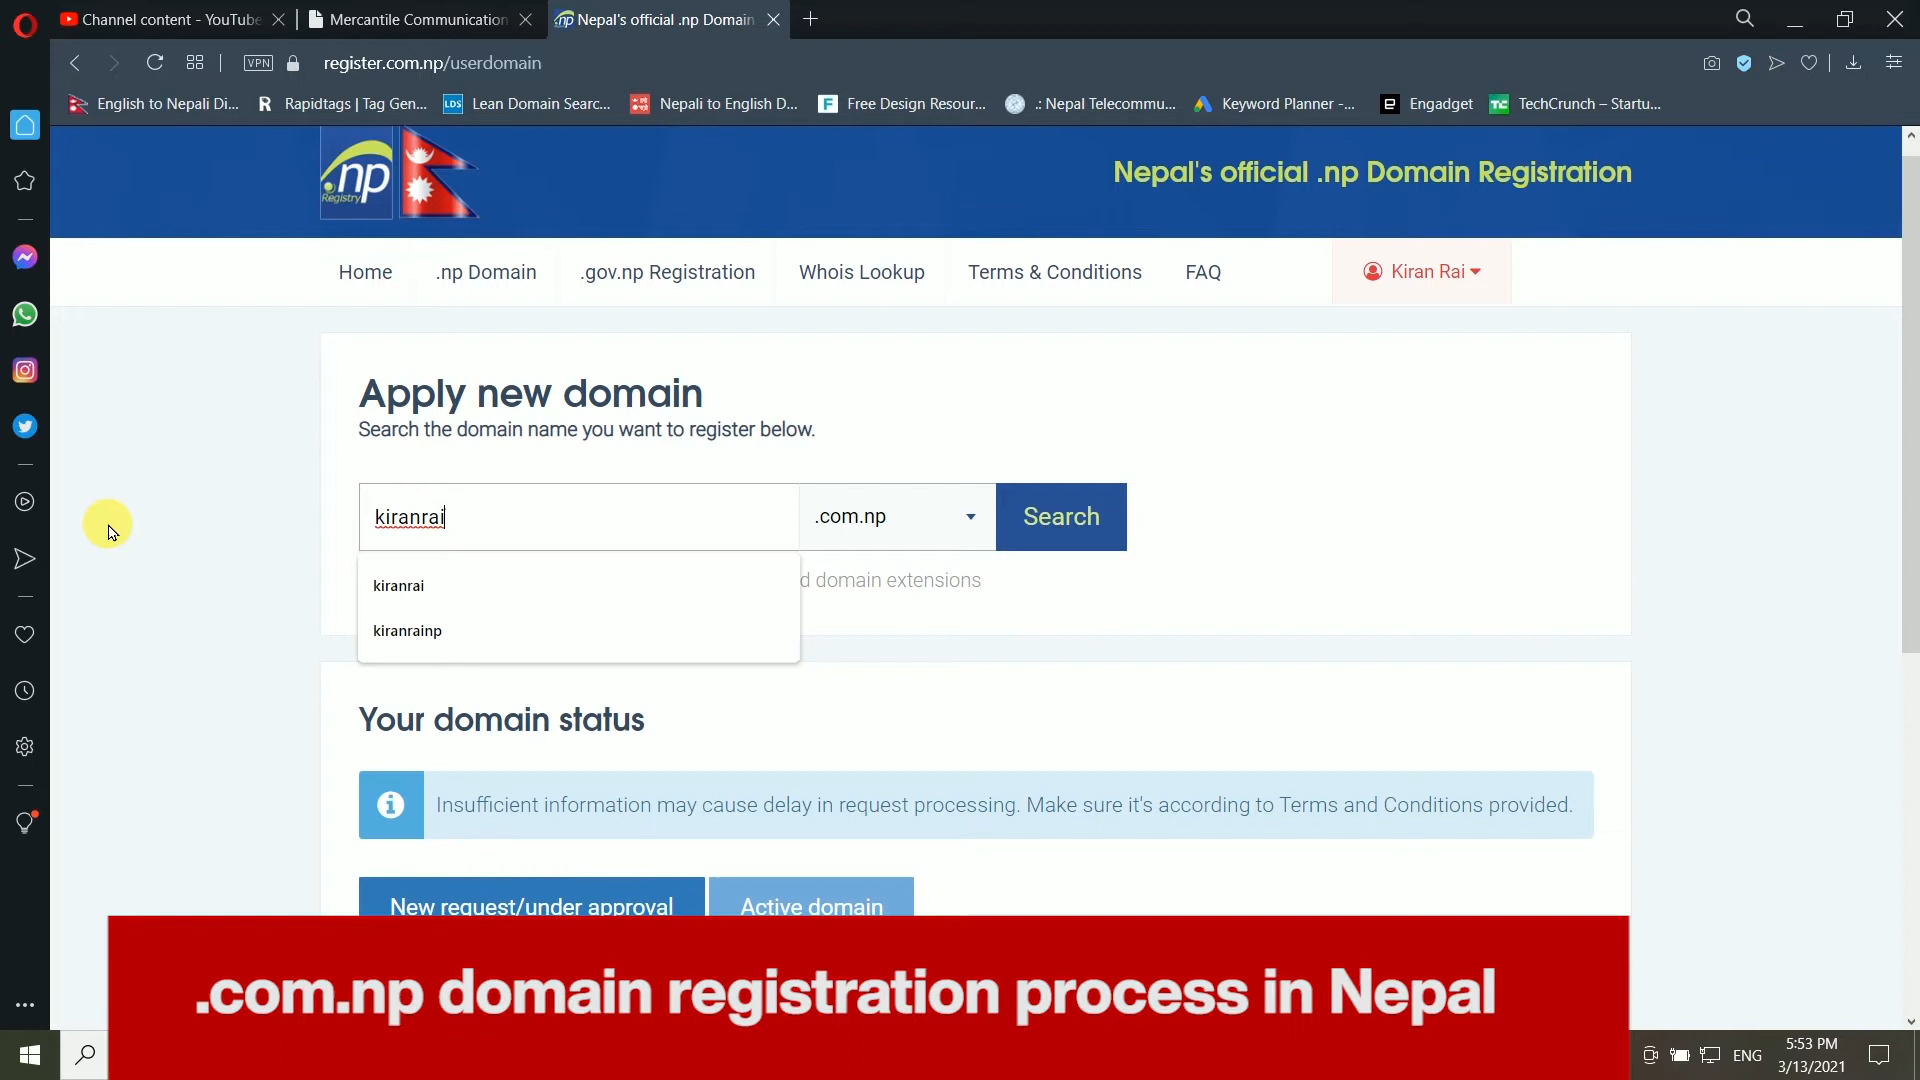 Channel content - YouTube
Mercantile Communication
.np Nepal's official .np Domain
VPN
register.com.np/userdomain
English to Nepali Di...
R Rapidtags | Tag Gen...
LDS Lean Domain Searc...
Nepali to English D...
F Free Design Resour...
.: Nepal Telecommu...
Keyword Planner -...
e Engadget
TC TechCrunch – Startu...
.np
Registry
Nepal's official .np Domain Registration
Home
.np Domain
.gov.np Registration
Whois Lookup
Terms & Conditions
FAQ
Kiran Rai
Apply new domain
Search the domain name you want to register below.
kiranrai
.com.np
Search
d domain extensions
kiranrai
kiranrainp
Your domain status
Insufficient information may cause delay in request processing. Make sure it's according to Terms and Conditions provided.
New request/under approval
Active domain
.com.np domain registration process in Nepal
ENG
5:53 PM
3/13/2021